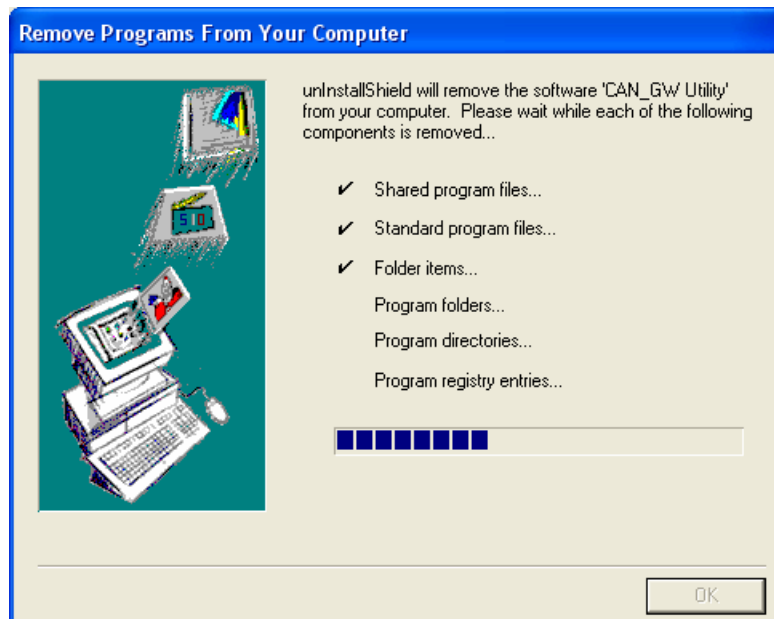 Remove Programs From Your Computer
unInstallShield will remove the software 'CAN_GW Utility'
from your computer.  Please wait while each of the following
components is removed...
✔ Shared program files...
✔ Standard program files...
✔ Folder items...
Program folders...
Program directories...
Program registry entries...
510
OK